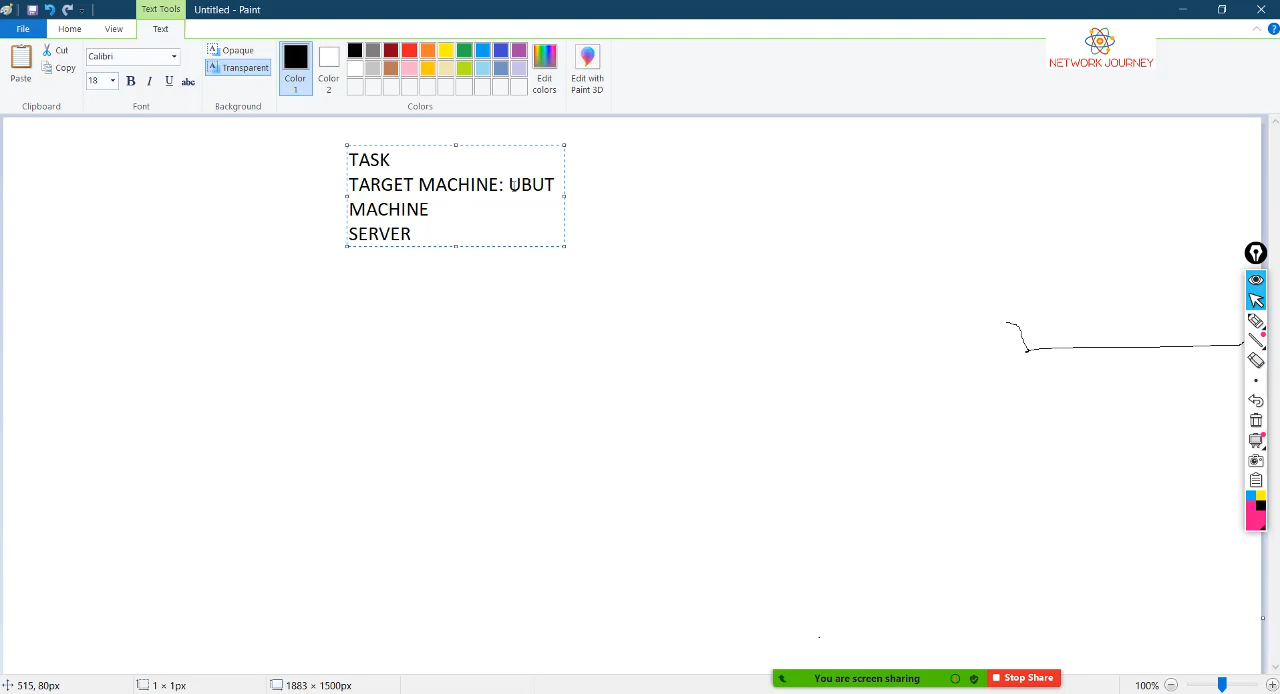 Text Tools
Untitled - Paint
File
Home
View
Text
Paste
Cut
Copy
Clipboard
Calibri
18
B I U abc
Font
Opaque
Transparent
Background
Color 1
Color 2
Edit colors
Colors
Edit with Paint 3D
NETWORK JOURNEY
TASK
TARGET MACHINE: UBUT
MACHINE
SERVER
You are screen sharing
Stop Share
515, 80px
1 × 1px
1883 × 1500px
100%